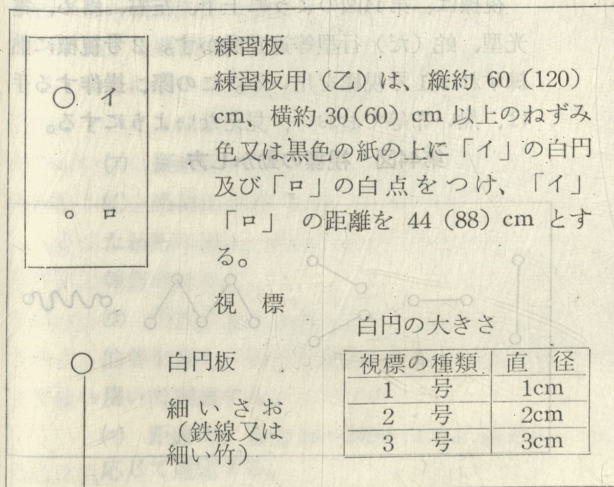 練習板
練習板甲(乙)は、縦約 60(120)
cm、横約 30(60)cm 以上のねずみ
色又は黒色の紙の上に「イ」の白円
及び「ロ」の白点をつけ、「イ」
「ロ」 の距離を 44(88)cm とす
る。
イ
ロ
視 標
白円板
細いさお
(鉄線又は
細い竹)
白円の大きさ
視標の種類 直 径
1 号 1cm
2 号 2cm
3 号 3cm